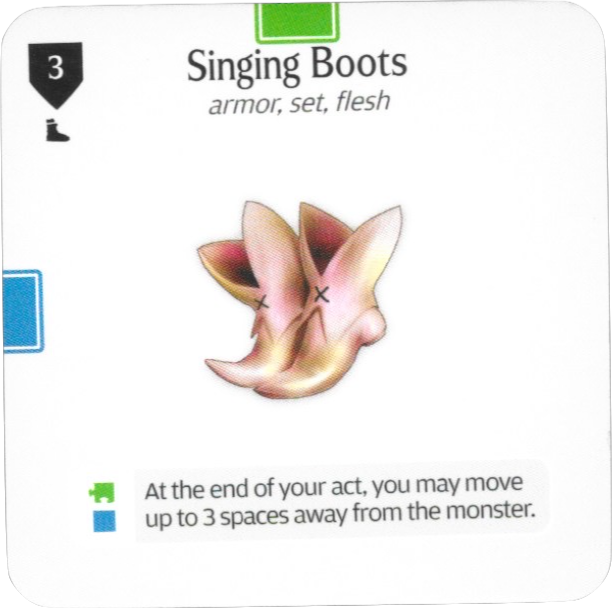 3
Singing Boots
armor, set, flesh
At the end of your act, you may move
up to 3 spaces away from the monster.